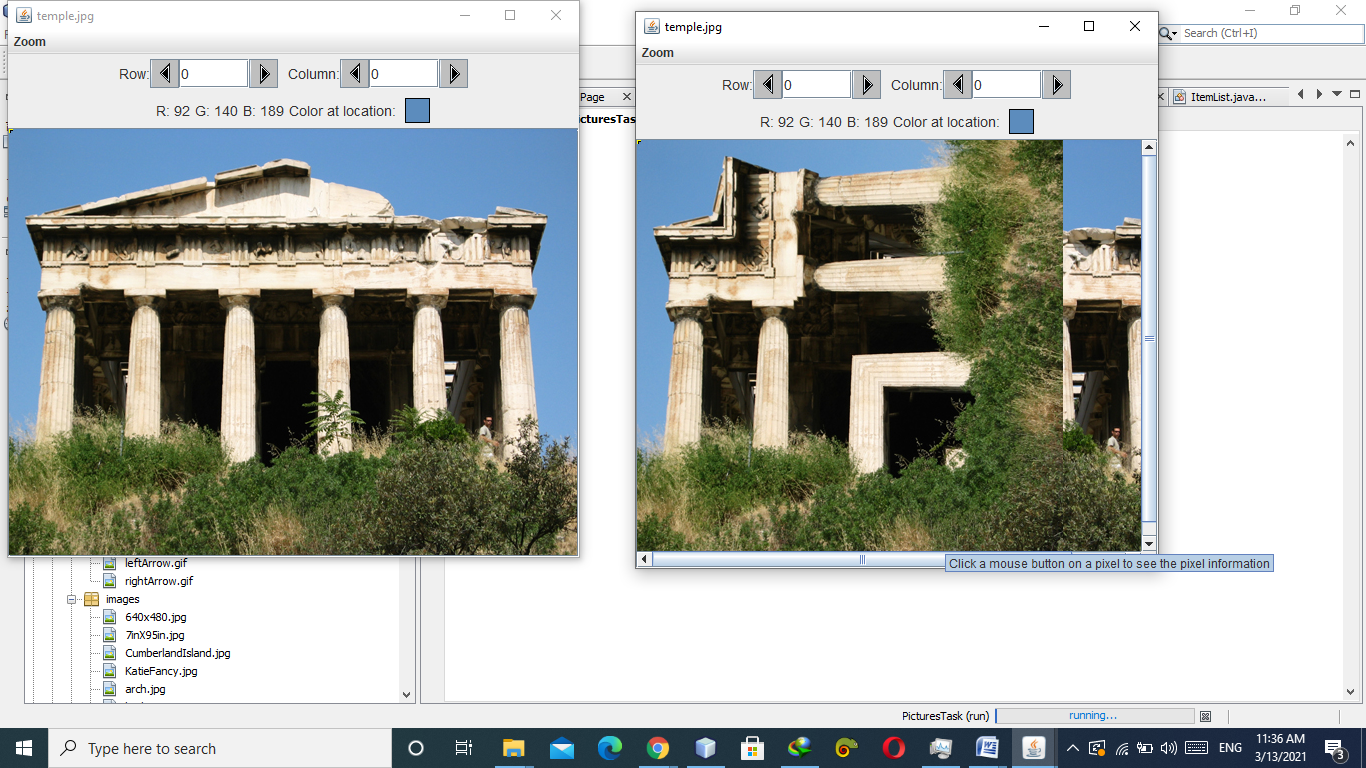 temple.jpg
Zoom
Row: 0 Column: 0
R: 92 G: 140 B: 189 Color at location:
temple.jpg
Zoom
Row: 0 Column: 0
R: 92 G: 140 B: 189 Color at location:
Search (Ctrl+I)
Page
ItemList.java...
icturesTas
Click a mouse button on a pixel to see the pixel information
leftArrow.gif
rightArrow.gif
images
640x480.jpg
7inX95in.jpg
CumberlandIsland.jpg
KatieFancy.jpg
arch.jpg
PicturesTask (run)
running...
Type here to search
ENG
11:36 AM
3/13/2021
3